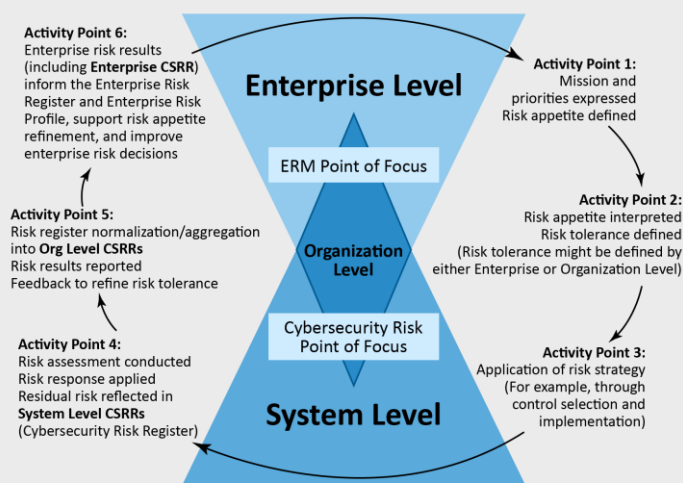 Activity Point 6:
Enterprise risk results
(including Enterprise CSRR)
inform the Enterprise Risk
Register and Enterprise Risk
Profile, support risk appetite
refinement, and improve
enterprise risk decisions
Activity Point 5:
Risk register normalization/aggregation
into Org Level CSRRs
Risk results reported
Feedback to refine risk tolerance
Activity Point 4:
Risk assessment conducted
Risk response applied
Residual risk reflected in
System Level CSRRs
(Cybersecurity Risk Register)
Enterprise Level
ERM Point of Focus
Organization
Level
Cybersecurity Risk
Point of Focus
System Level
Activity Point 1:
Mission and
priorities expressed
Risk appetite defined
Activity Point 2:
Risk appetite interpreted
Risk tolerance defined
(Risk tolerance might be defined by
either Enterprise or Organization Level)
Activity Point 3:
Application of risk strategy
(For example, through
control selection and
implementation)